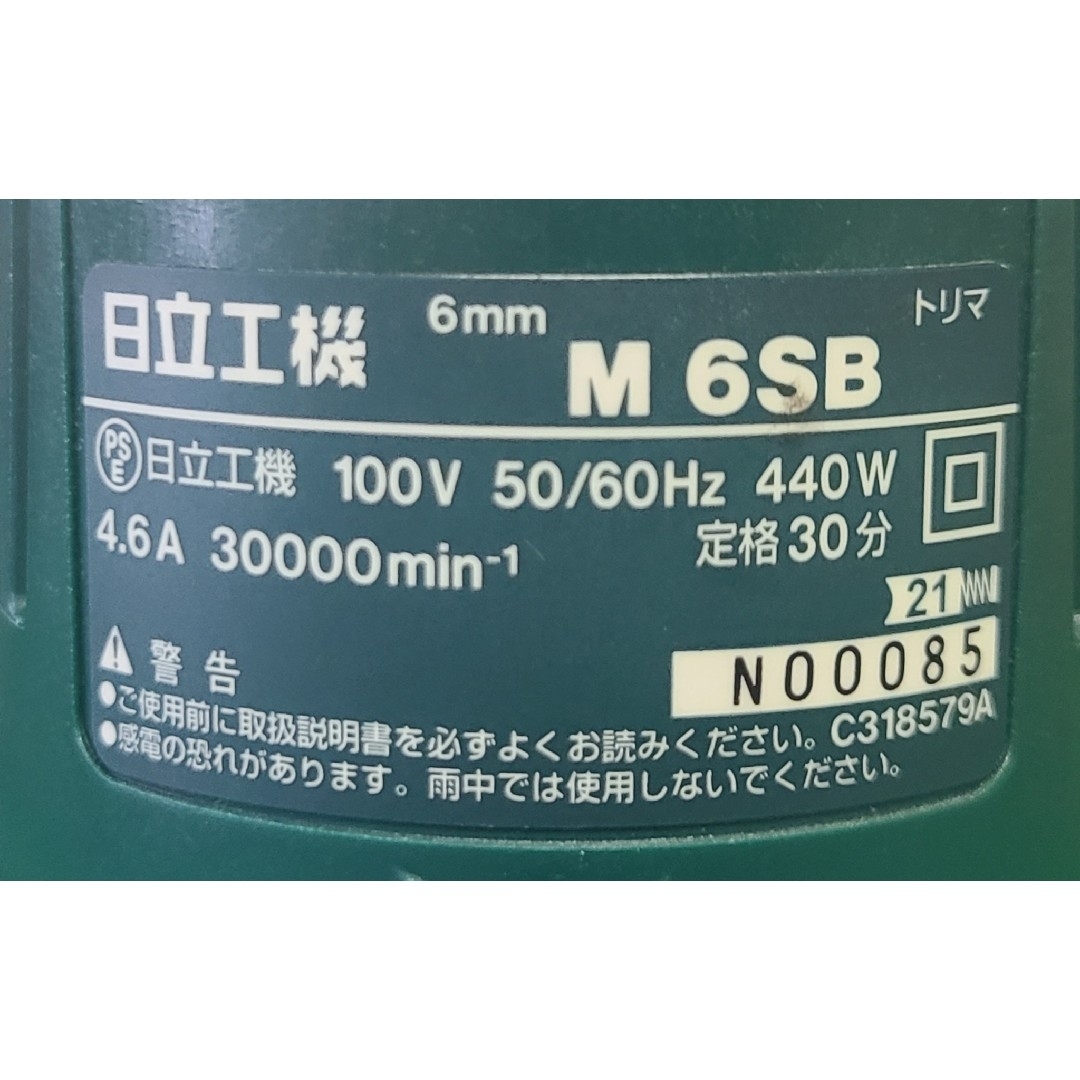 日立工機 6mm M 6SB トリマ
PSE 日立工機 100V 50/60Hz 440W
4.6A 30000min⁻¹ 定格30分
21
N00085
警告
●ご使用前に取扱説明書を必ずよくお読みください。C318579A
●感電の恐れがあります。雨中では使用しないでください。